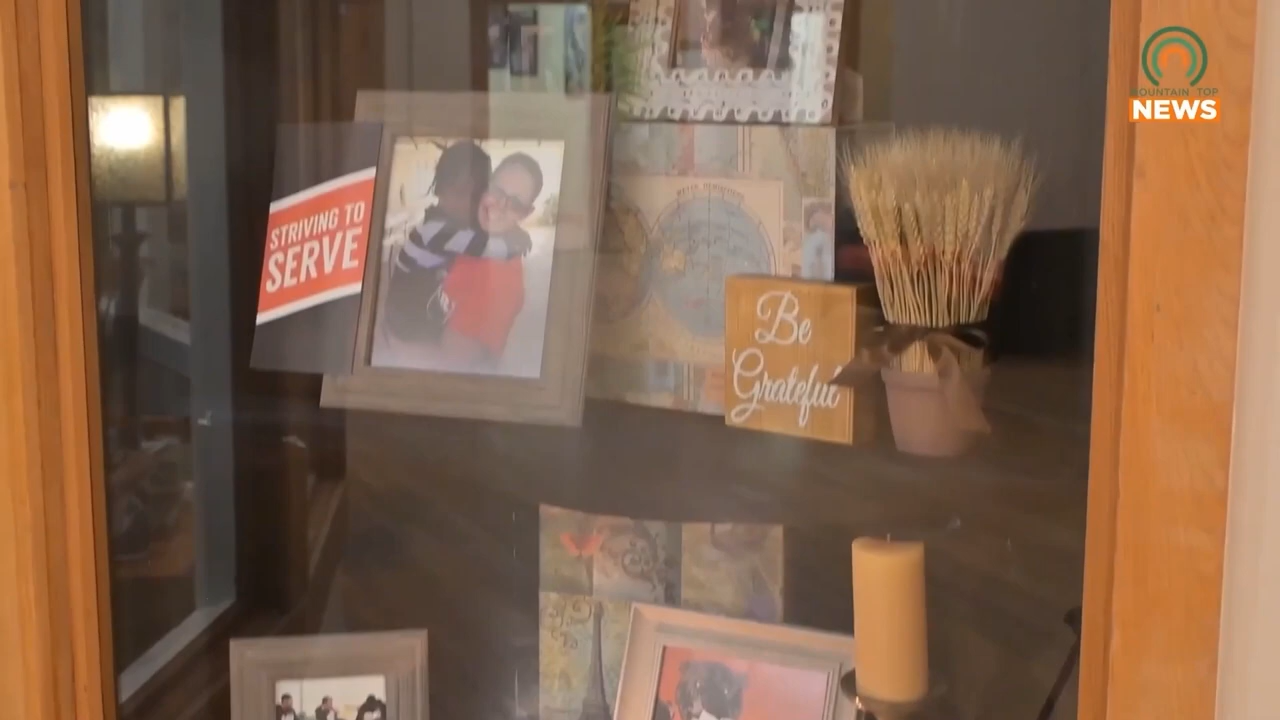 MOUNTAIN TOP
NEWS
STRIVING TO
SERVE
Be
Grateful